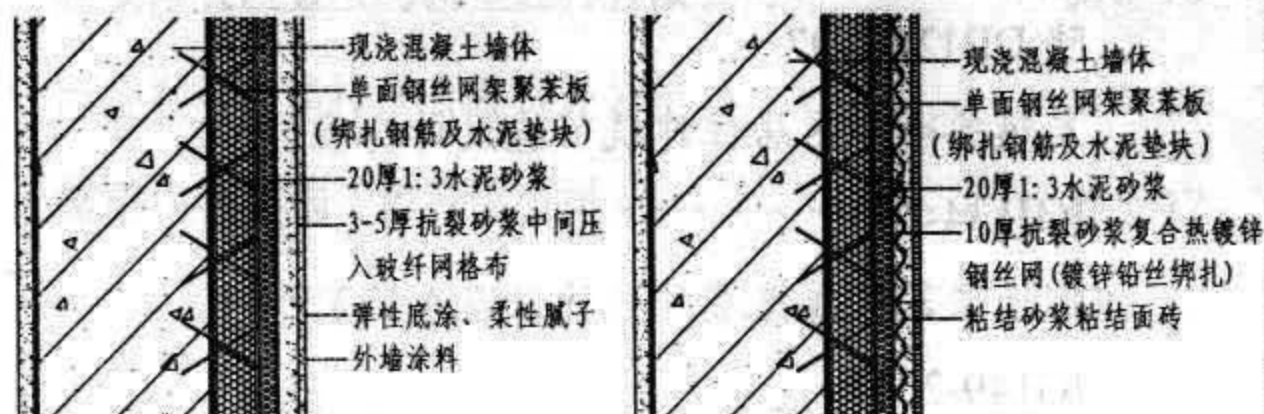 现浇混凝土墙体
单面钢丝网架聚苯板
(绑扎钢筋及水泥垫块)
20厚1:3水泥砂浆
3-5厚抗裂砂浆中间压
入玻纤网格布
弹性底涂、柔性腻子
外墙涂料
现浇混凝土墙体
单面钢丝网架聚苯板
(绑扎钢筋及水泥垫块)
20厚1:3水泥砂浆
10厚抗裂砂浆复合热镀锌
钢丝网(镀锌铅丝绑扎)
粘结砂浆粘结面砖